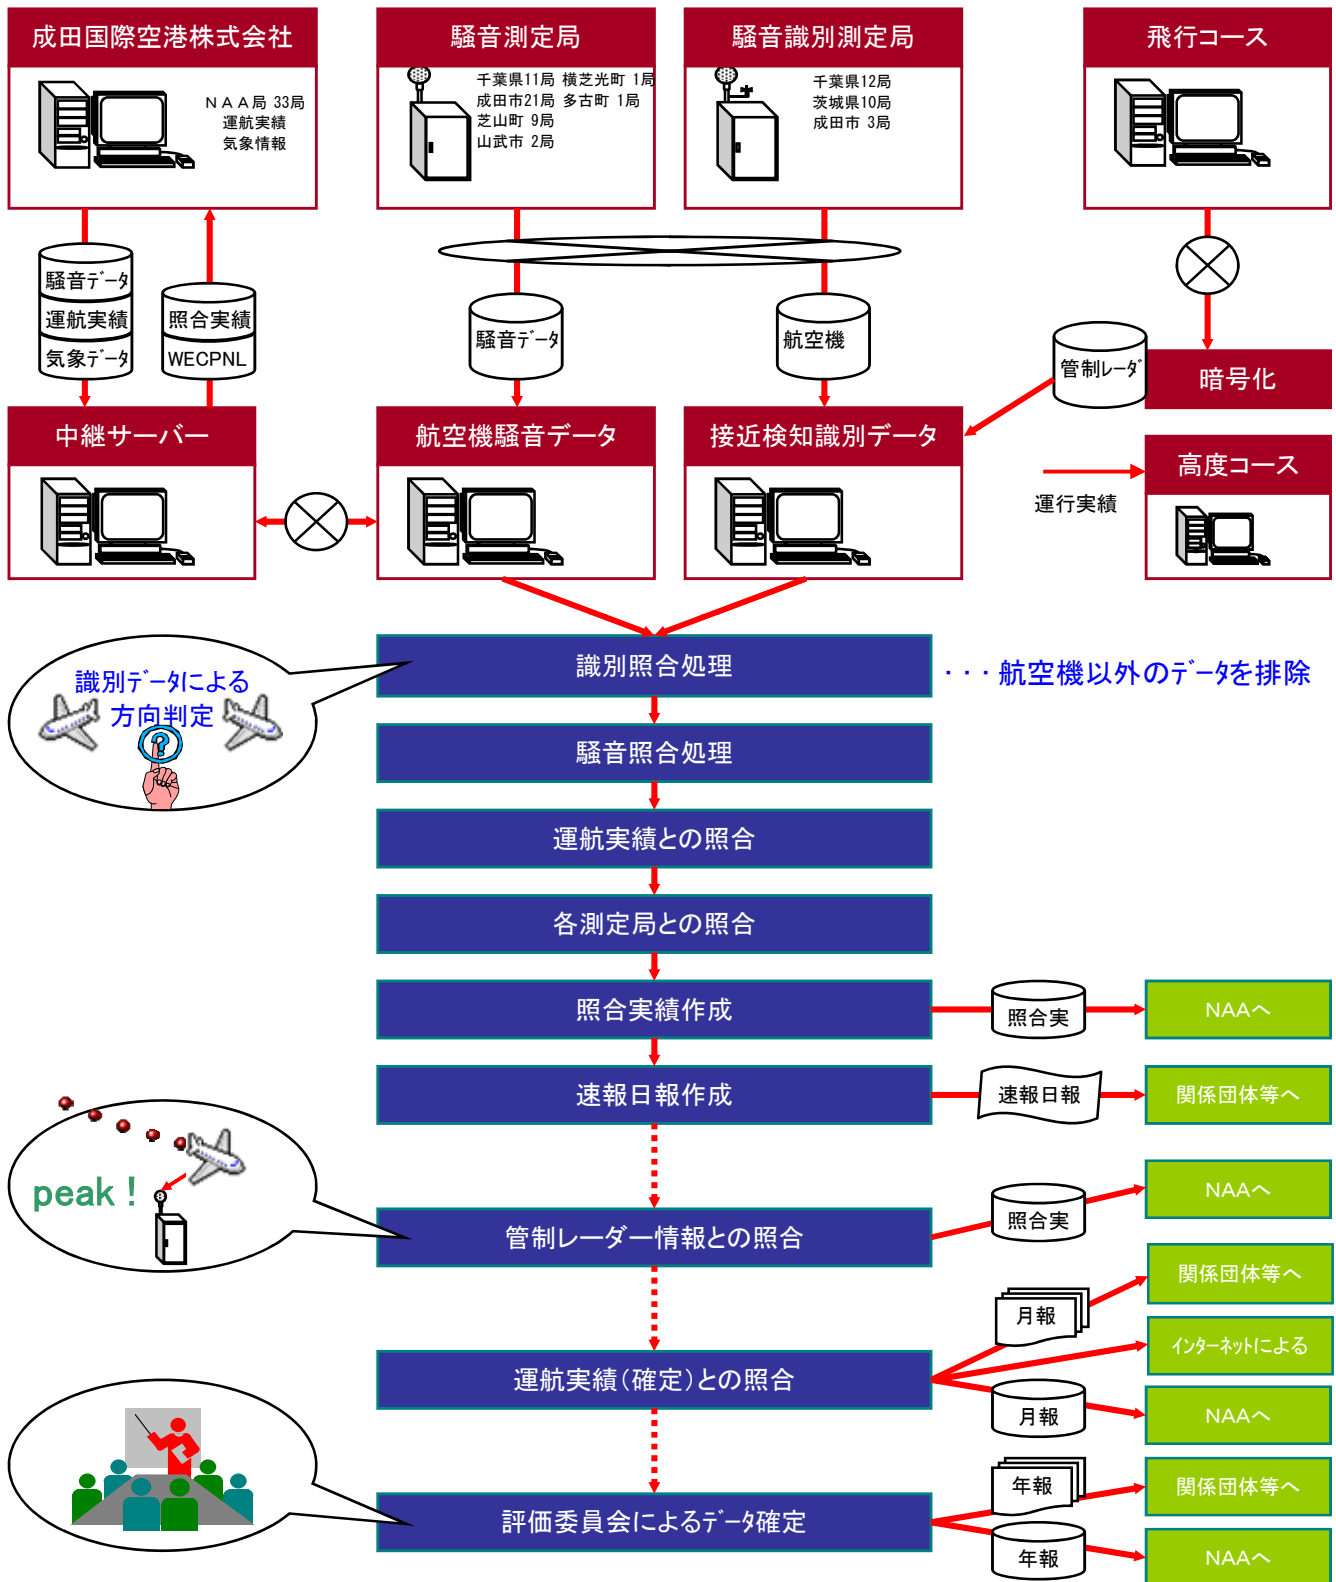 成田国際空港株式会社
ＮＡＡ局 33局
運航実績
気象情報
騒音測定局
千葉県11局 横芝光町 1局
成田市21局 多古町 1局
芝山町 9局
山武市 2局
騒音識別測定局
千葉県12局
茨城県10局
成田市 3局
飛行コース
騒音ﾃﾞｰﾀ
運航実績
気象ﾃﾞｰﾀ
照合実績
WECPNL
騒音ﾃﾞｰﾀ
航空機
管制ﾚｰﾀﾞ
暗号化
中継サーバー
航空機騒音データ
接近検知識別データ
高度コース
運行実績
識別ﾃﾞｰﾀによる
方向判定
識別照合処理
・・・航空機以外のﾃﾞｰﾀを排除
騒音照合処理
運航実績との照合
各測定局との照合
照合実績作成
照合実
NAAへ
速報日報作成
速報日報
関係団体等へ
peak！
管制レーダー情報との照合
照合実
NAAへ
運航実績（確定）との照合
月報
関係団体等へ
ｲﾝﾀｰﾈｯﾄによる
月報
NAAへ
評価委員会によるﾃﾞｰﾀ確定
年報
関係団体等へ
年報
NAAへ